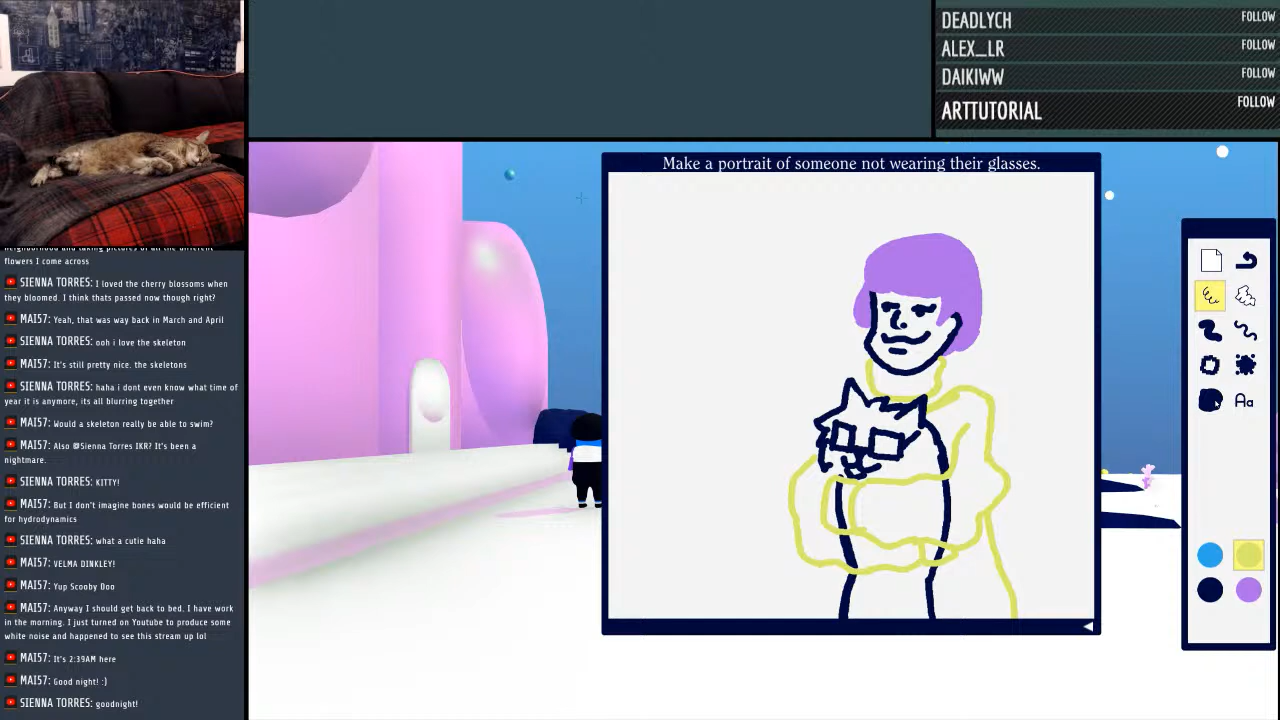 DEADLYCH FOLLOW
ALEX_LR FOLLOW
DAIKIWW FOLLOW
ARTTUTORIAL FOLLOW
Make a portrait of someone not wearing their glasses.
Aa
neighborhood and taking pictures of all the different
flowers I come across
SIENNA TORRES: I loved the cherry blossoms when
they bloomed. I think thats passed now though right?
MAI57: Yeah, that was way back in March and April
SIENNA TORRES: ooh i love the skeleton
MAI57: It's still pretty nice. the skeletons
SIENNA TORRES: haha i dont even know what time of
year it is anymore, its all blurring together
MAI57: Would a skeleton really be able to swim?
MAI57: Also @Sienna Torres IKR? It's been a
nightmare.
SIENNA TORRES: KITTY!
MAI57: But I don't imagine bones would be efficient
for hydrodynamics
SIENNA TORRES: what a cutie haha
MAI57: VELMA DINKLEY!
MAI57: Yup Scooby Doo
MAI57: Anyway I should get back to bed. I have work
in the morning. I just turned on Youtube to produce some
white noise and happened to see this stream up lol
MAI57: It's 2:39AM here
MAI57: Good night! :)
SIENNA TORRES: goodnight!